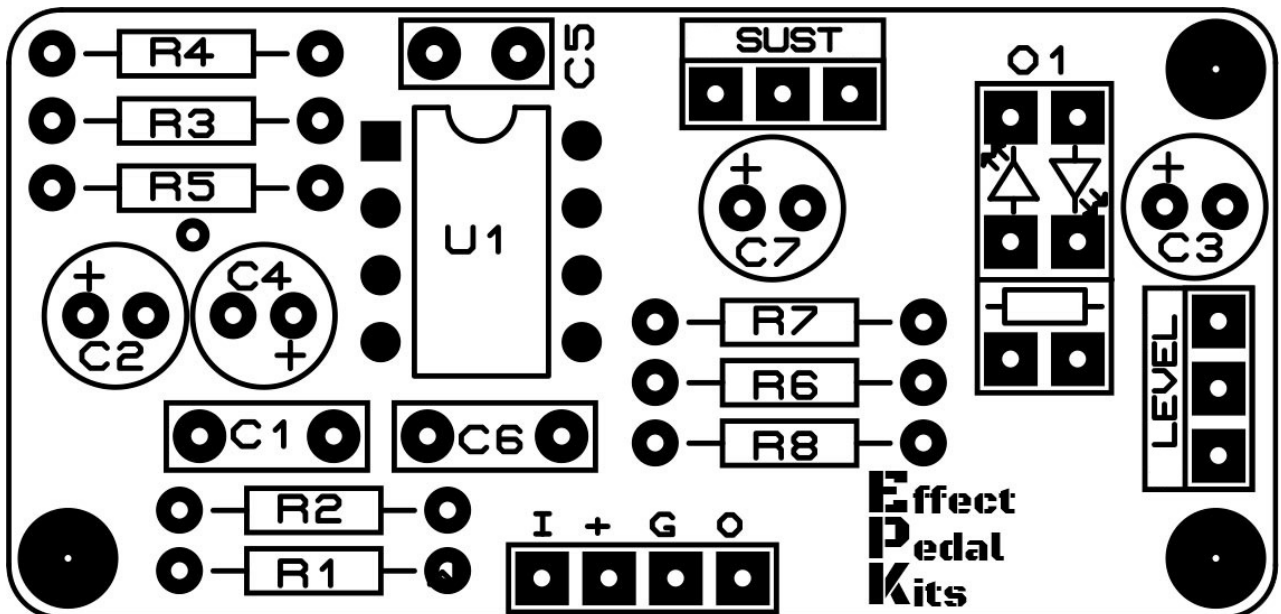 R4
C5
SUST
O1
R3
R5
+
+
U1
C7
C3
+
C4
C2
+
R7
LEVEL
R6
C1
C6
R8
R2
Effect
I + G O
Pedal
R1
Kits